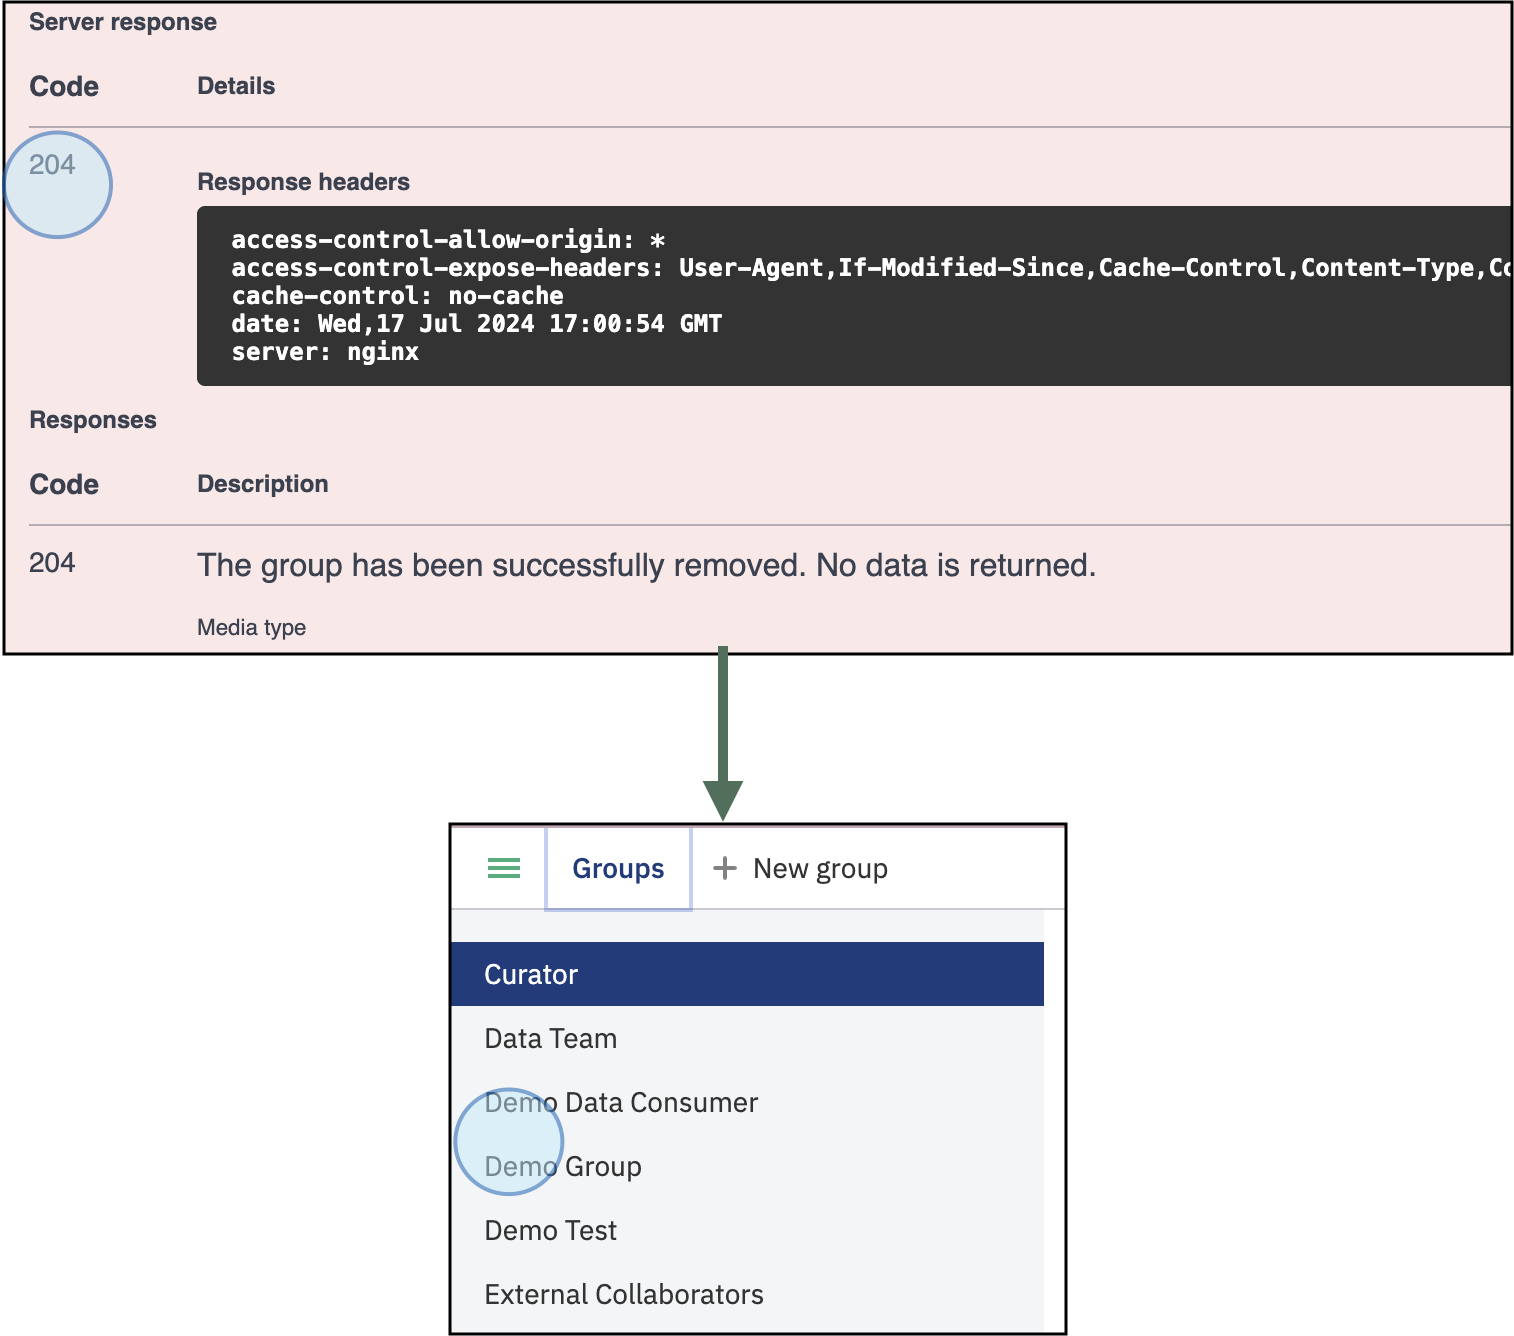 Server response
Code Details
204
Response headers
access-control-allow-origin: *
access-control-expose-headers: User-Agent,If-Modified-Since,Cache-Control,Content-Type,Co
cache-control: no-cache
date: Wed,17 Jul 2024 17:00:54 GMT
server: nginx
Responses
Code Description
204 The group has been successfully removed. No data is returned.
Media type
Groups + New group
Curator
Data Team
Demo Data Consumer
Demo Group
Demo Test
External Collaborators